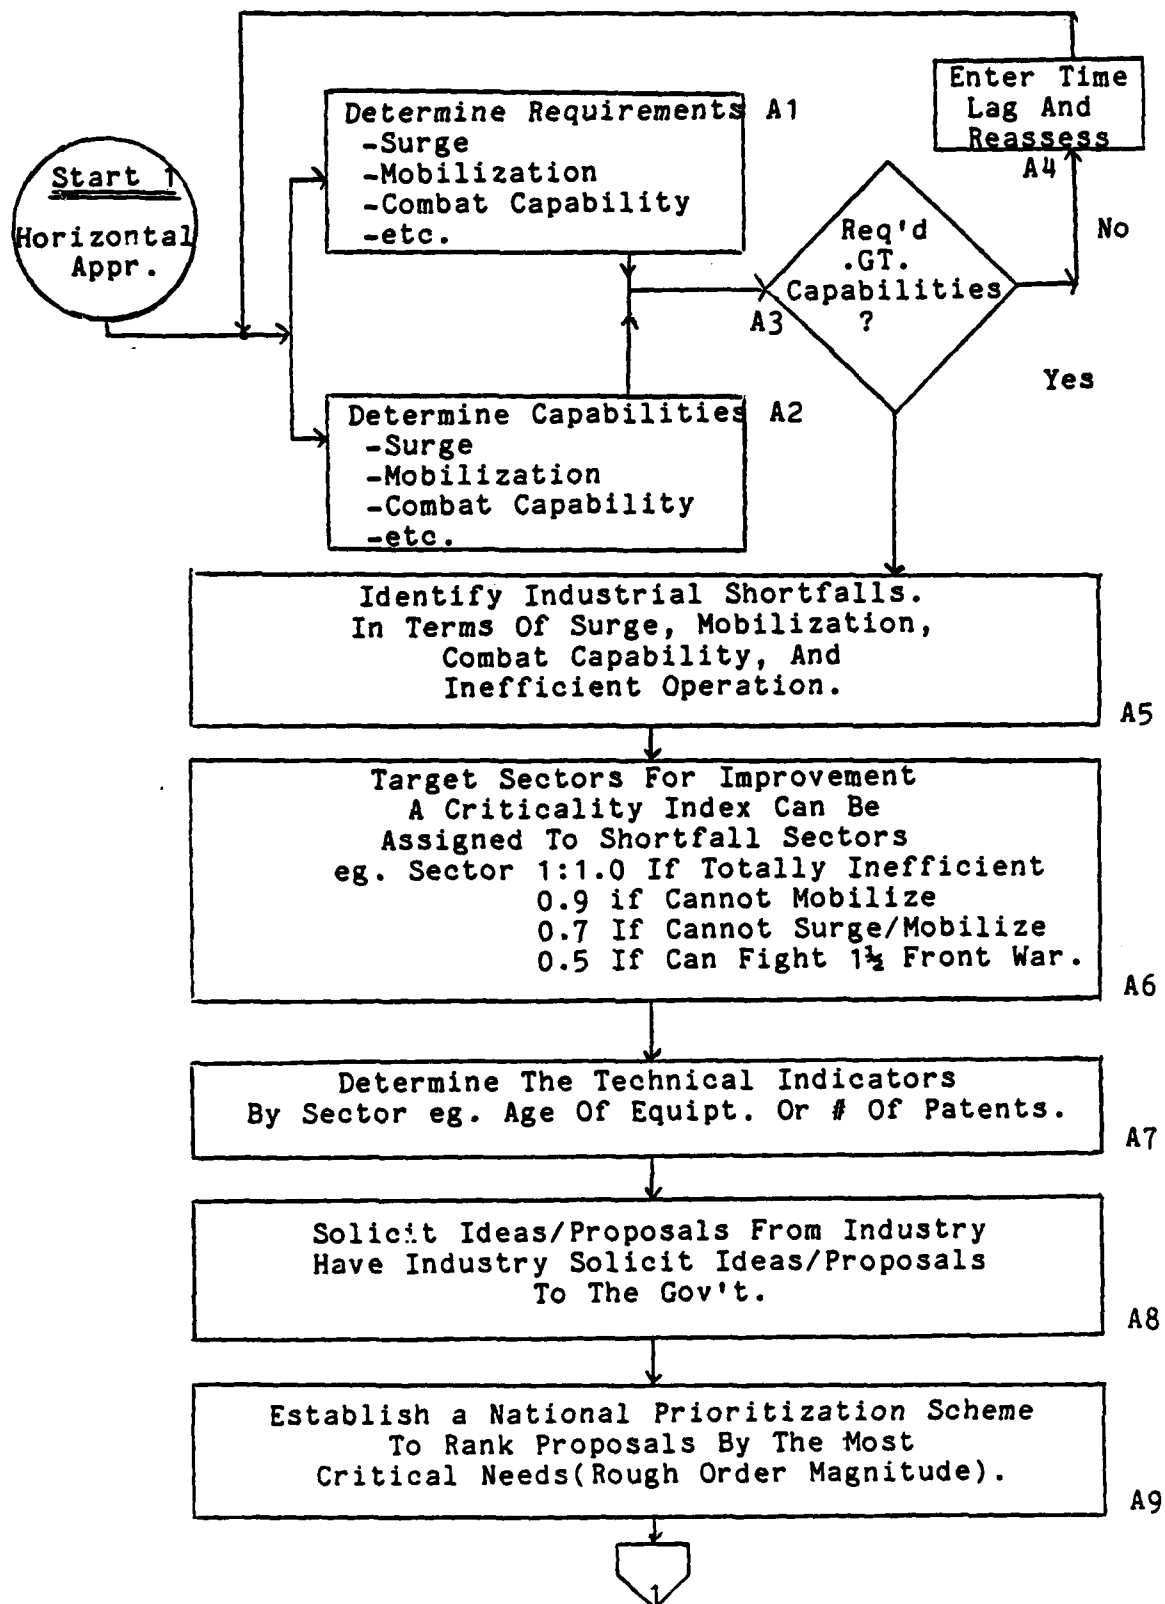 Start 1
Horizontal
Appr.
Determine Requirements
-Surge
-Mobilization
-Combat Capability
-etc.
A1
Enter Time
Lag And
Reassess
A4
Req'd
.GT.
Capabilities
?
A3
No
Yes
Determine Capabilities
-Surge
-Mobilization
-Combat Capability
-etc.
A2
Identify Industrial Shortfalls.
In Terms Of Surge, Mobilization,
Combat Capability, And
Inefficient Operation.
A5
Target Sectors For Improvement
A Criticality Index Can Be
Assigned To Shortfall Sectors
eg. Sector 1:1.0 If Totally Inefficient
0.9 if Cannot Mobilize
0.7 If Cannot Surge/Mobilize
0.5 If Can Fight 1½ Front War.
A6
Determine The Technical Indicators
By Sector eg. Age Of Equipt. Or # Of Patents.
A7
Solicit Ideas/Proposals From Industry
Have Industry Solicit Ideas/Proposals
To The Gov't.
A8
Establish a National Prioritization Scheme
To Rank Proposals By The Most
Critical Needs(Rough Order Magnitude).
A9
1